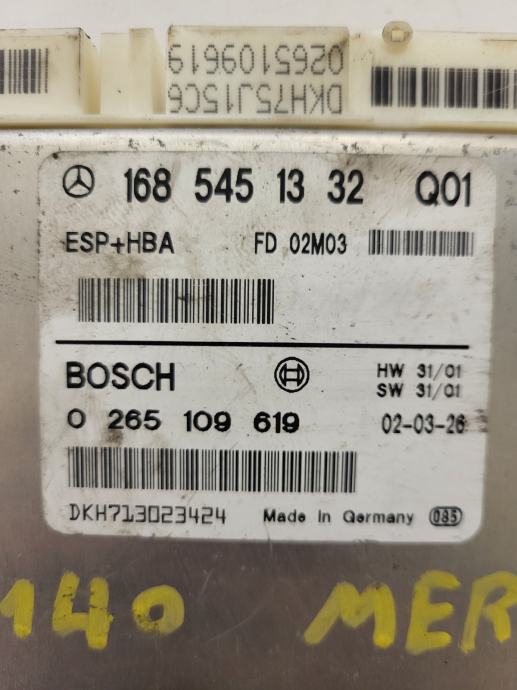 DKH75J15C6
0265109619
168 545 13 32 Q01
ESP+HBA FD 02M03
BOSCH HW 31/01
SW 31/01
0 265 109 619 02-03-26
DKH713023424 Made In Germany 085
140 MER